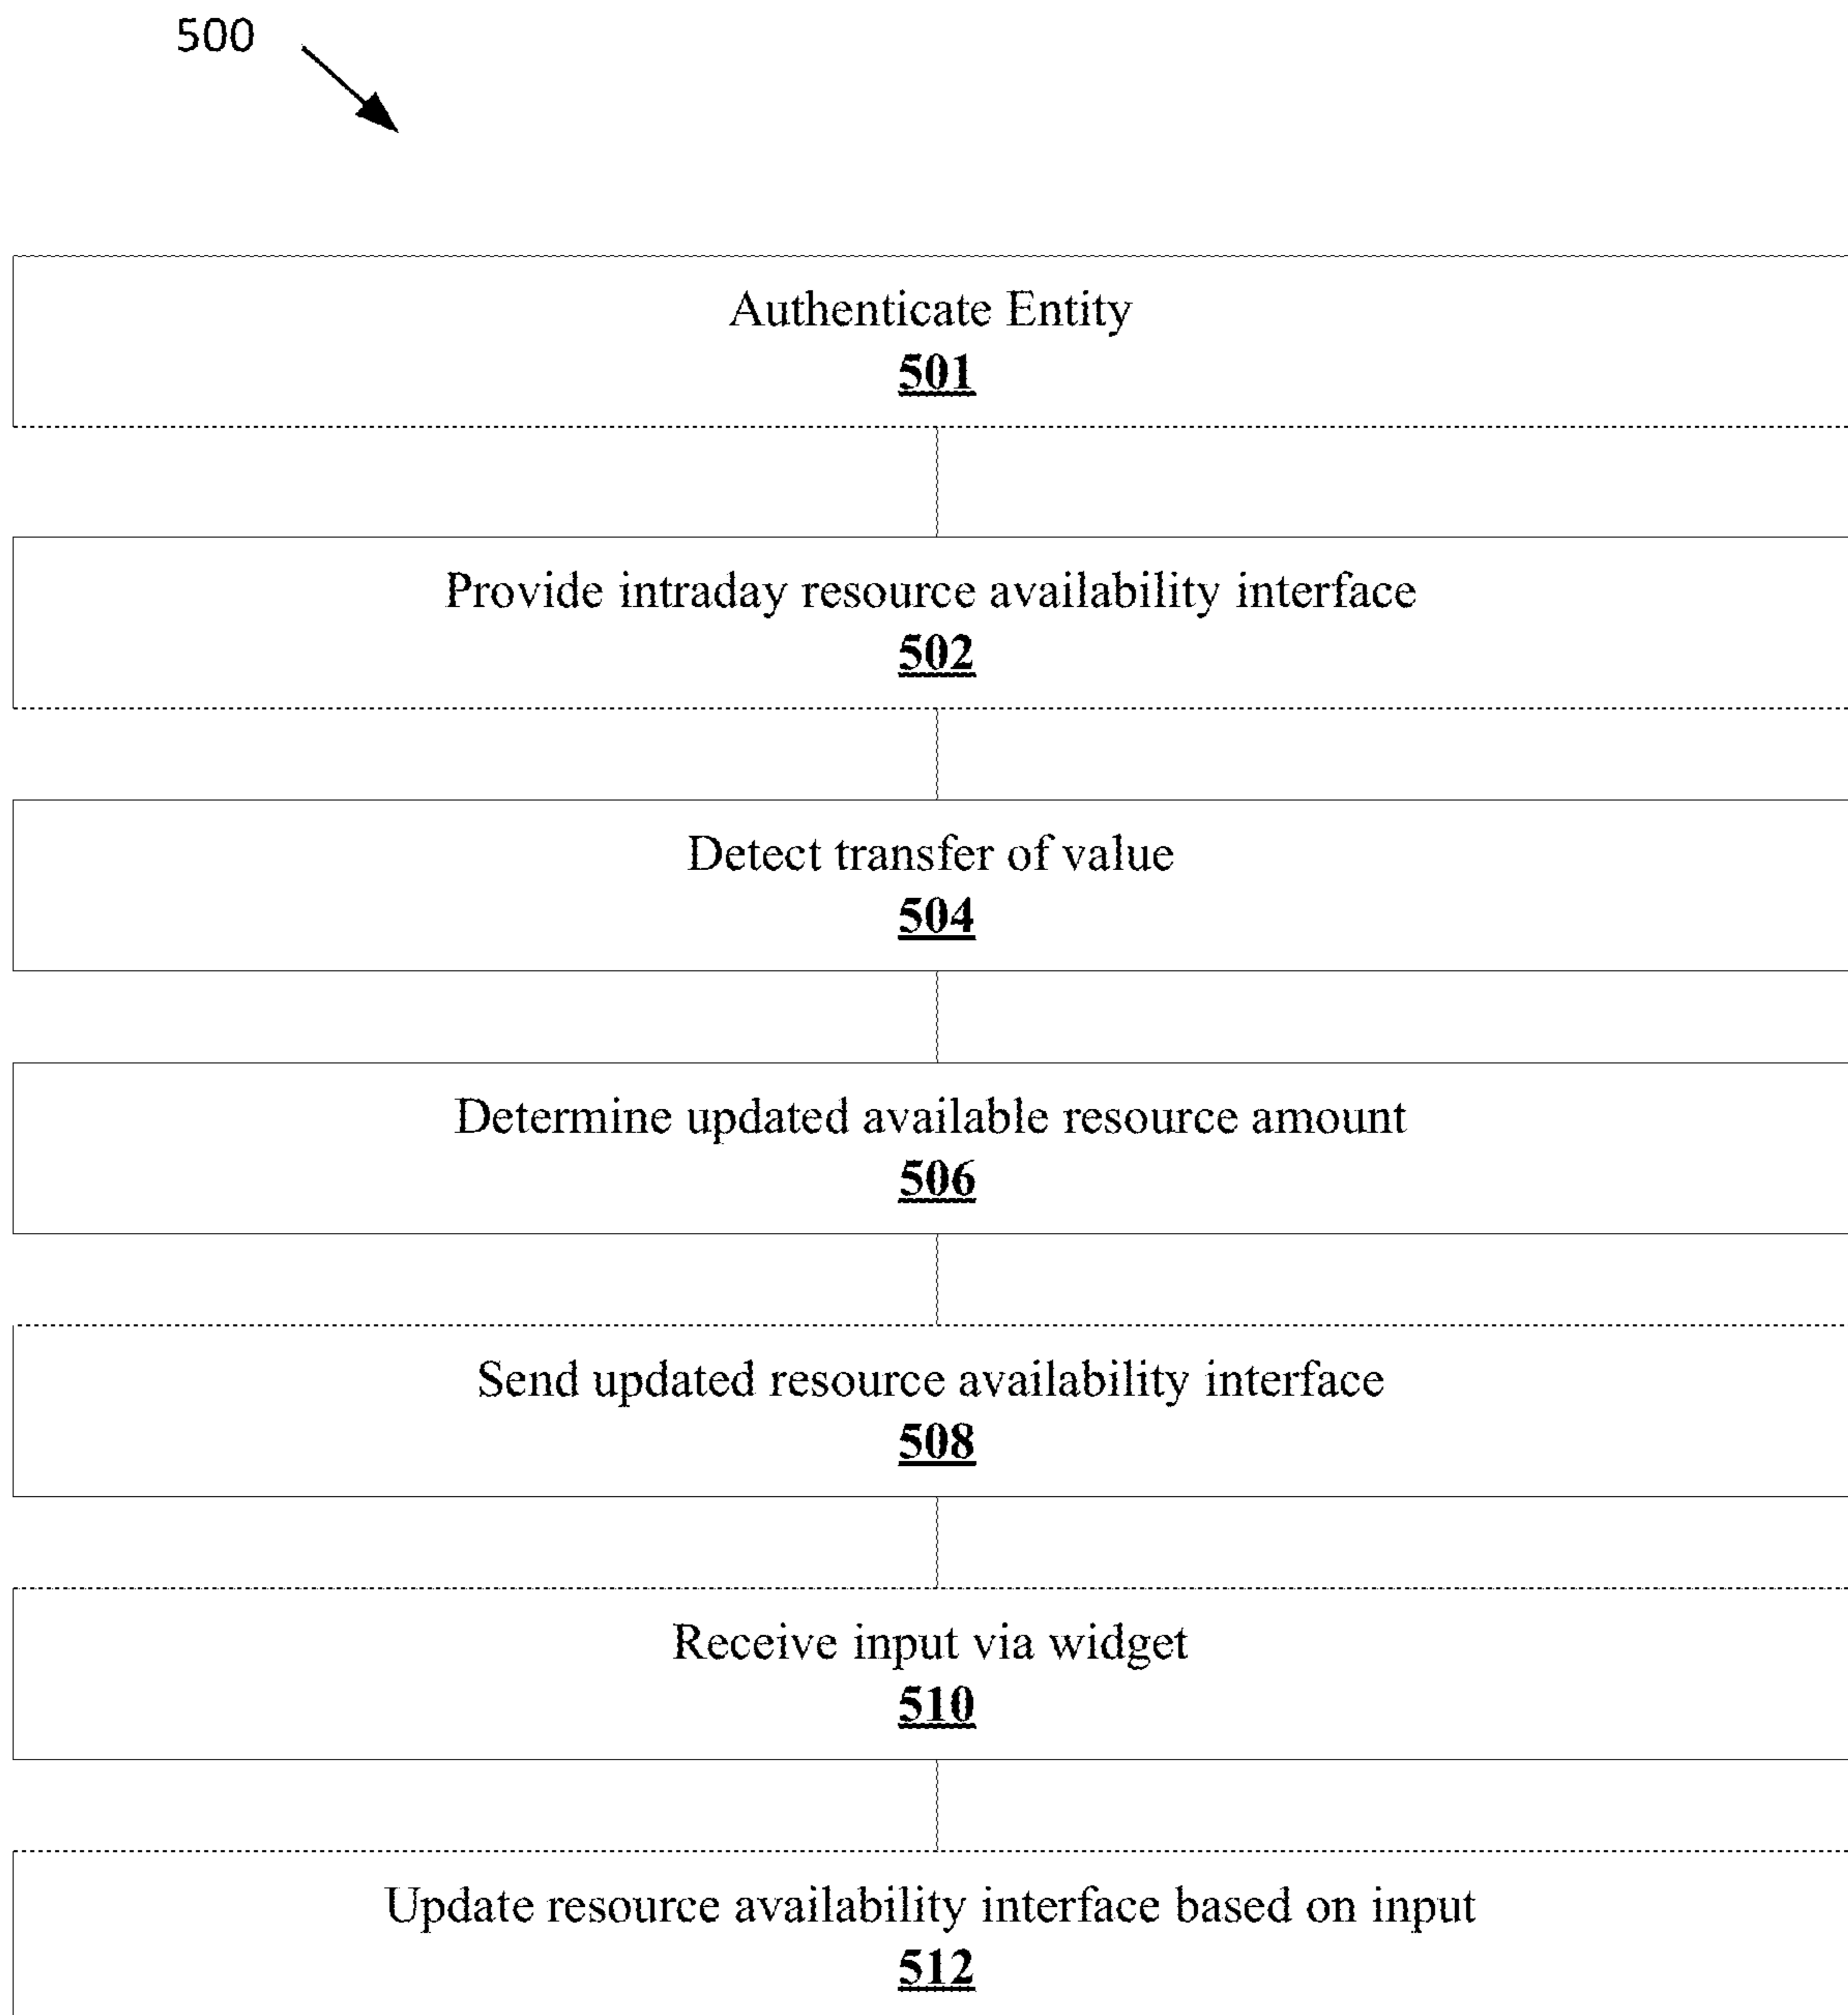 500
Authenticate Entity
501
Provide intraday resource availability interface
502
Detect transfer of value
504
Determine updated available resource amount
506
Send updated resource availability interface
508
Receive input via widget
510
Update resource availability interface based on input
512